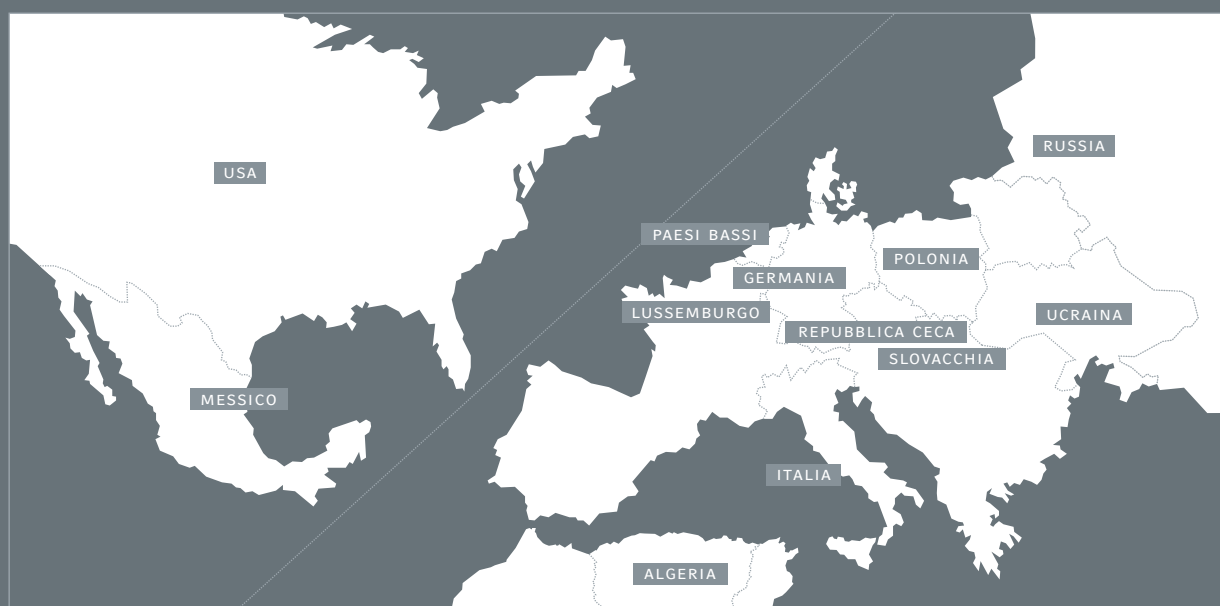 USA
RUSSIA
PAESI BASSI
POLONIA
GERMANIA
LUSSEMBURGO
UCRAINA
REPUBBLICA CECA
SLOVACCHIA
MESSICO
ITALIA
ALGERIA